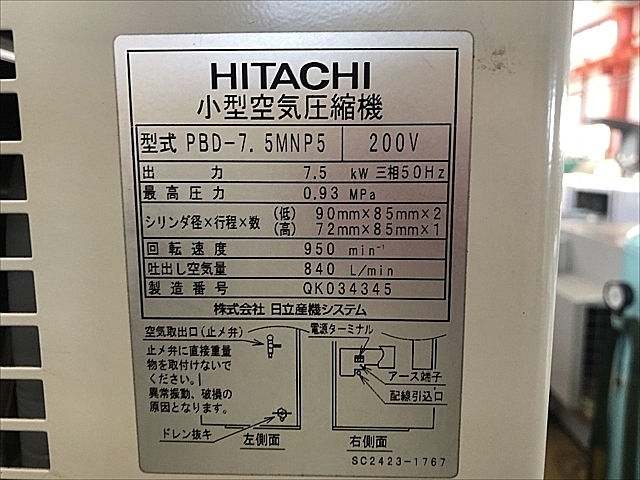 HITACHI
小型空気圧縮機
型式 PBD-7.5MNP5 200V
出力 7.5 kW 三相50Hz
最高圧力 0.93 MPa
シリンダ径×行程×数 (低) 90mm×85mm×2
(高) 72mm×85mm×1
回転速度 950 min⁻¹
吐出し空気量 840 L/min
製造番号 QK034345
株式会社 日立産機システム
空気取出口(止メ弁)
止メ弁に直接重量
物を取付けないで
ください。
異常振動、破損の
原因となります。
ドレン抜キ
左側面
電源ターミナル
アース端子
配線引込口
右側面
SC2423-1767